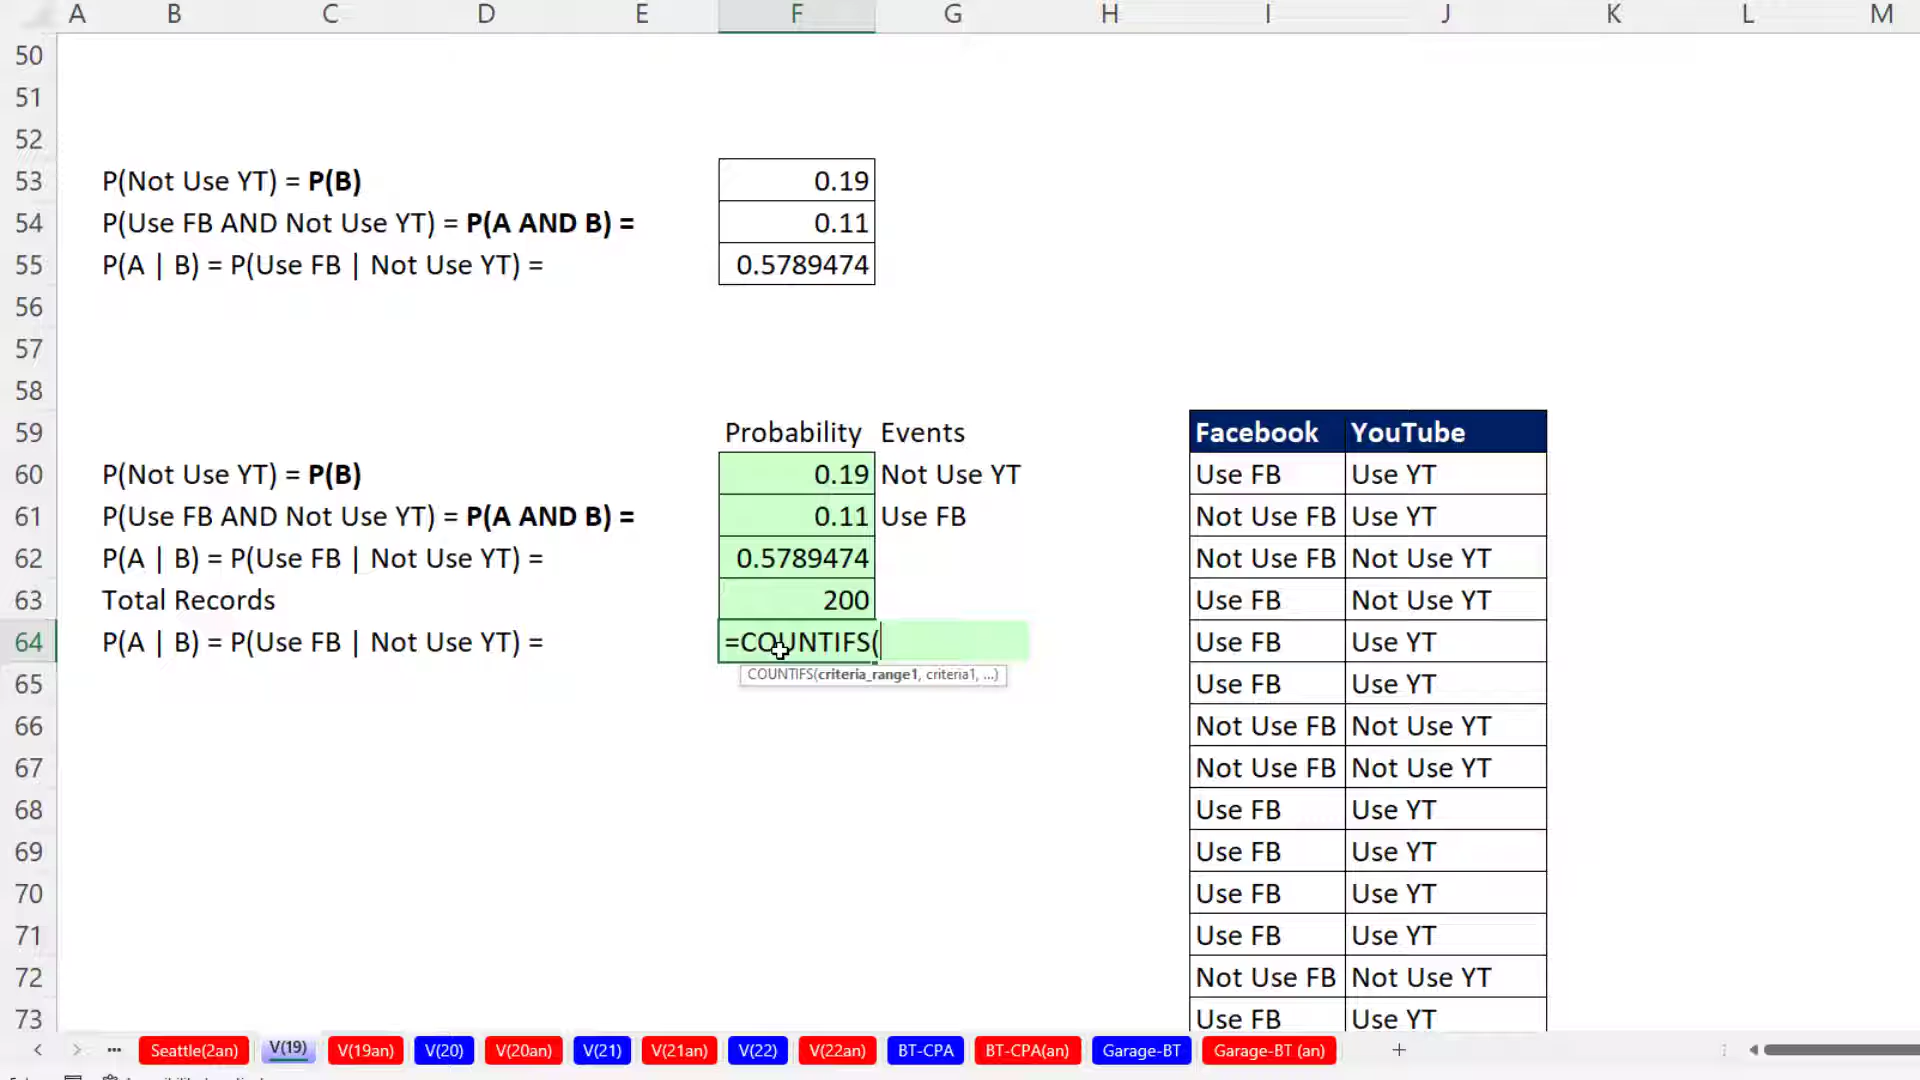 A B C D E F G H I J K L M
50
51
52
53 P(Not Use YT) = P(B) 0.19
54 P(Use FB AND Not Use YT) = P(A AND B) = 0.11
55 P(A | B) = P(Use FB | Not Use YT) = 0.5789474
56
57
58
59 Probability Events Facebook YouTube
60 P(Not Use YT) = P(B) 0.19 Not Use YT Use FB Use YT
61 P(Use FB AND Not Use YT) = P(A AND B) = 0.11 Use FB Not Use FB Use YT
62 P(A | B) = P(Use FB | Not Use YT) = 0.5789474 Not Use FB Not Use YT
63 Total Records 200 Use FB Not Use YT
64 P(A | B) = P(Use FB | Not Use YT) = =COUNTIFS( Use FB Use YT
COUNTIFS(criteria_range1, criteria1, ...)
65 Use FB Use YT
66 Not Use FB Not Use YT
67 Not Use FB Not Use YT
68 Use FB Use YT
69 Use FB Use YT
70 Use FB Use YT
71 Use FB Use YT
72 Not Use FB Not Use YT
73 Use FB Use YT
... Seattle(2an) V(19) V(19an) V(20) V(20an) V(21) V(21an) V(22) V(22an) BT-CPA BT-CPA(an) Garage-BT Garage-BT (an) +